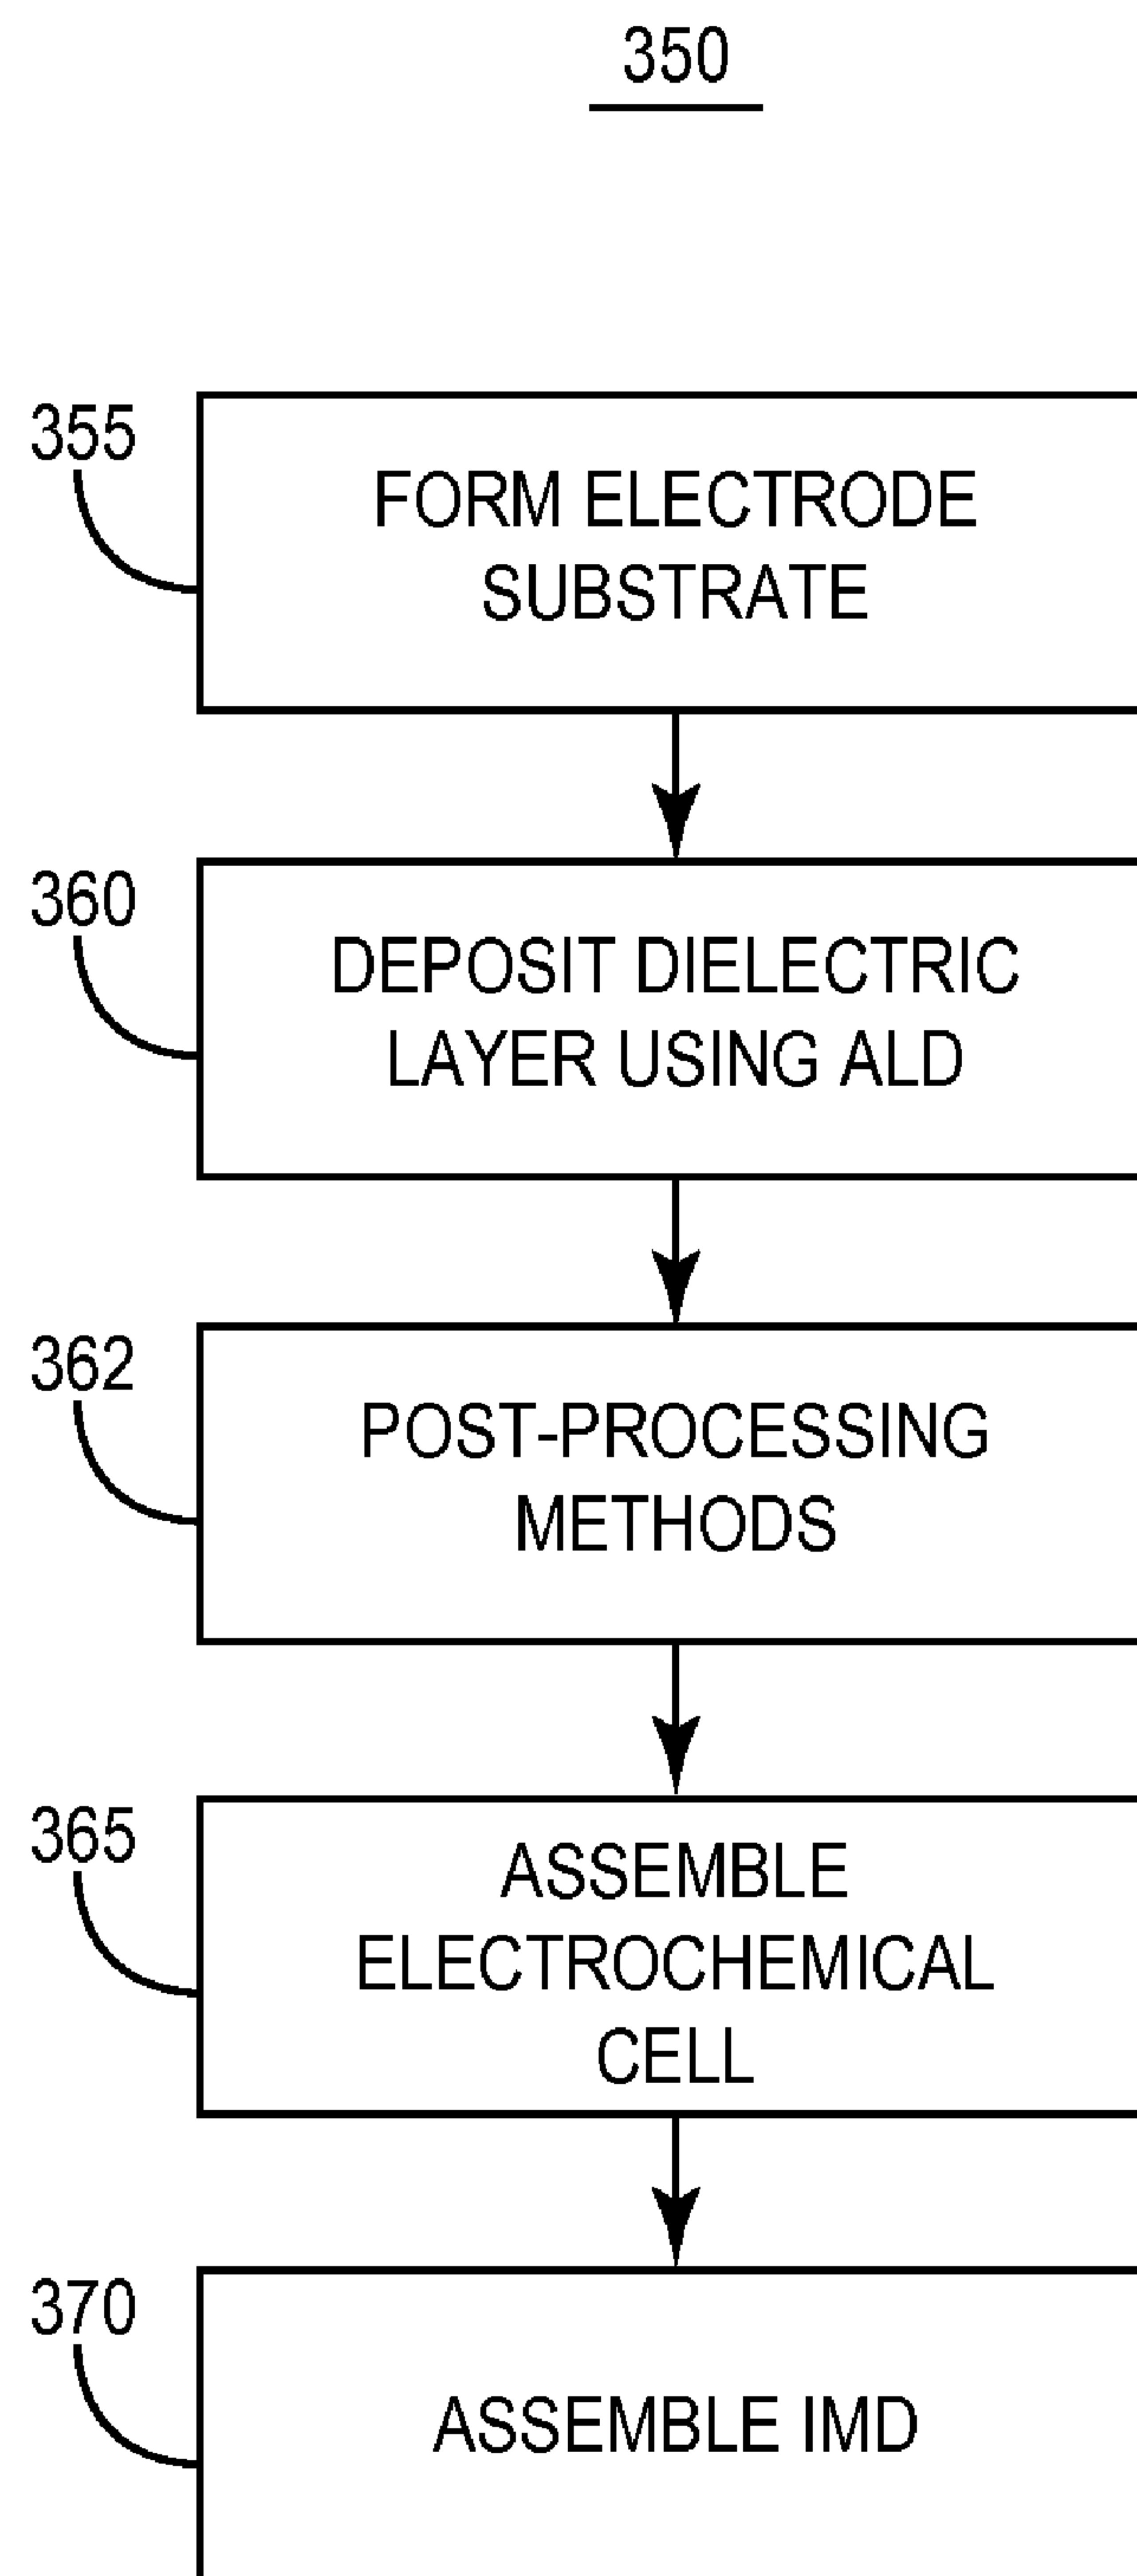 350
355
FORM ELECTRODE
SUBSTRATE
360
DEPOSIT DIELECTRIC
LAYER USING ALD
362
POST-PROCESSING
METHODS
365
ASSEMBLE
ELECTROCHEMICAL
CELL
370
ASSEMBLE IMD